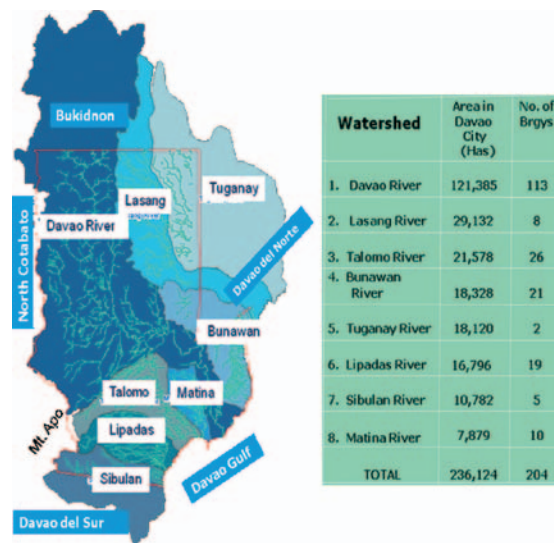 Bukidnon
Lasang
Tuganay
Davao River
North Cotabato
Davao del Norte
Bunawan
Talomo
Matina
Mt. Apo
Lipadas
Davao Gulf
Sibulan
Davao del Sur
Watershed
Area in
Davao
City
(Has)
No. of
Brgys
1. Davao River 121,385 113
2. Lasang River 29,132 8
3. Talomo River 21,578 26
4. Bunawan
River 18,328 21
5. Tuganay River 18,120 2
6. Lipadas River 16,796 19
7. Sibulan River 10,782 5
8. Matina River 7,879 10
TOTAL 236,124 204